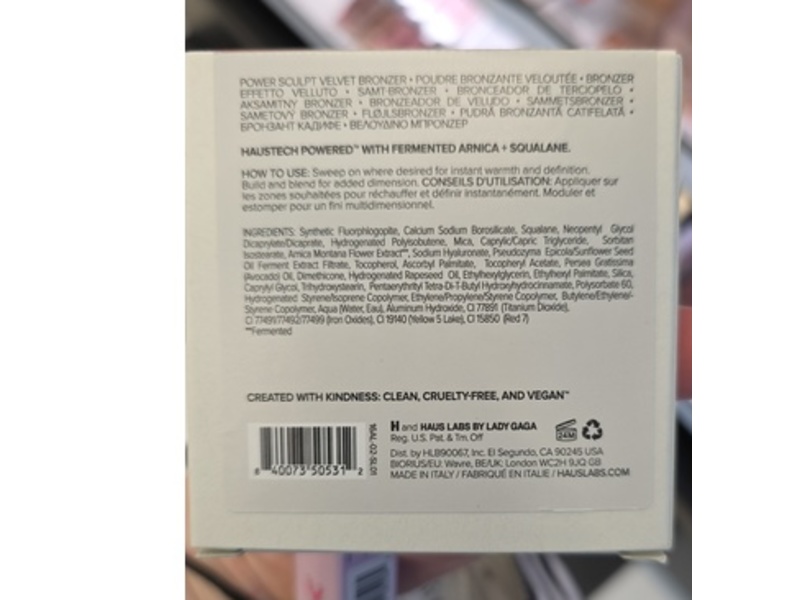 POWER SCULPT VELVET BRONZER • POUDRE BRONZANTE VELOUTÉE • BRONZER
EFFETTO VELLUTO • SAMT-BRONZER • BRONCEADOR DE TERCIOPELO •
AKSAMITNY BRONZER • BRONZEADOR DE VELUDO • SAMMETSBRONZER •
SAMETOVÝ BRONZER • FLØJLSBRONZER • PUDRĂ BRONZANTĂ CATIFELATĂ •
БРОНЗАНТ КАДИФЕ • ΒΕΛΟΥΔΙΝΟ ΜΠΡΟΝΖΕΡ
HAUSTECH POWERED™ WITH FERMENTED ARNICA + SQUALANE.
HOW TO USE: Sweep on where desired for instant warmth and definition.
Build and blend for added dimension. CONSEILS D'UTILISATION: Appliquer sur
les zones souhaitées pour réchauffer et définir instantanément. Moduler et
estomper pour un fini multidimensionnel.
INGREDIENTS: Synthetic Fluorphlogopite, Calcium Sodium Borosilicate, Squalane, Neopentyl Glycol
Dicaprylate/Dicaprate, Hydrogenated Polyisobutene, Mica, Caprylic/Capric Triglyceride, Sorbitan
Isostearate, Arnica Montana Flower Extract**, Sodium Hyaluronate, Pseudozyma Epicola/Sunflower Seed
Oil Ferment Extract Filtrate, Tocopherol, Ascorbyl Palmitate, Tocopheryl Acetate, Persea Gratissima
(Avocado) Oil, Dimethicone, Hydrogenated Rapeseed Oil, Ethylhexylglycerin, Ethylhexyl Palmitate, Silica,
Caprylyl Glycol, Trihydroxystearin, Pentaerythrityl Tetra-Di-T-Butyl Hydroxyhydrocinnamate, Polysorbate 60,
Hydrogenated Styrene/Isoprene Copolymer, Ethylene/Propylene/Styrene Copolymer, Butylene/Ethylene/-
Styrene Copolymer, Aqua (Water, Eau), Aluminum Hydroxide, CI 77891 (Titanium Dioxide),
CI 77491/77492/77499 (Iron Oxides), CI 19140 (Yellow 5 Lake), CI 15850 (Red 7)
**Fermented
CREATED WITH KINDNESS: CLEAN, CRUELTY-FREE, AND VEGAN™
H and HAUS LABS BY LADY GAGA
Reg. U.S. Pat. & Tm. Off
Dist. by HLB90067, Inc. El Segundo, CA 90245 USA
BIORIUS/EU: Wavre, BE/UK: London WC2H 9JQ GB
MADE IN ITALY / FABRIQUÉ EN ITALIE / HAUSLABS.COM
24M
16AL-02-SL01
8 40073 50531 2